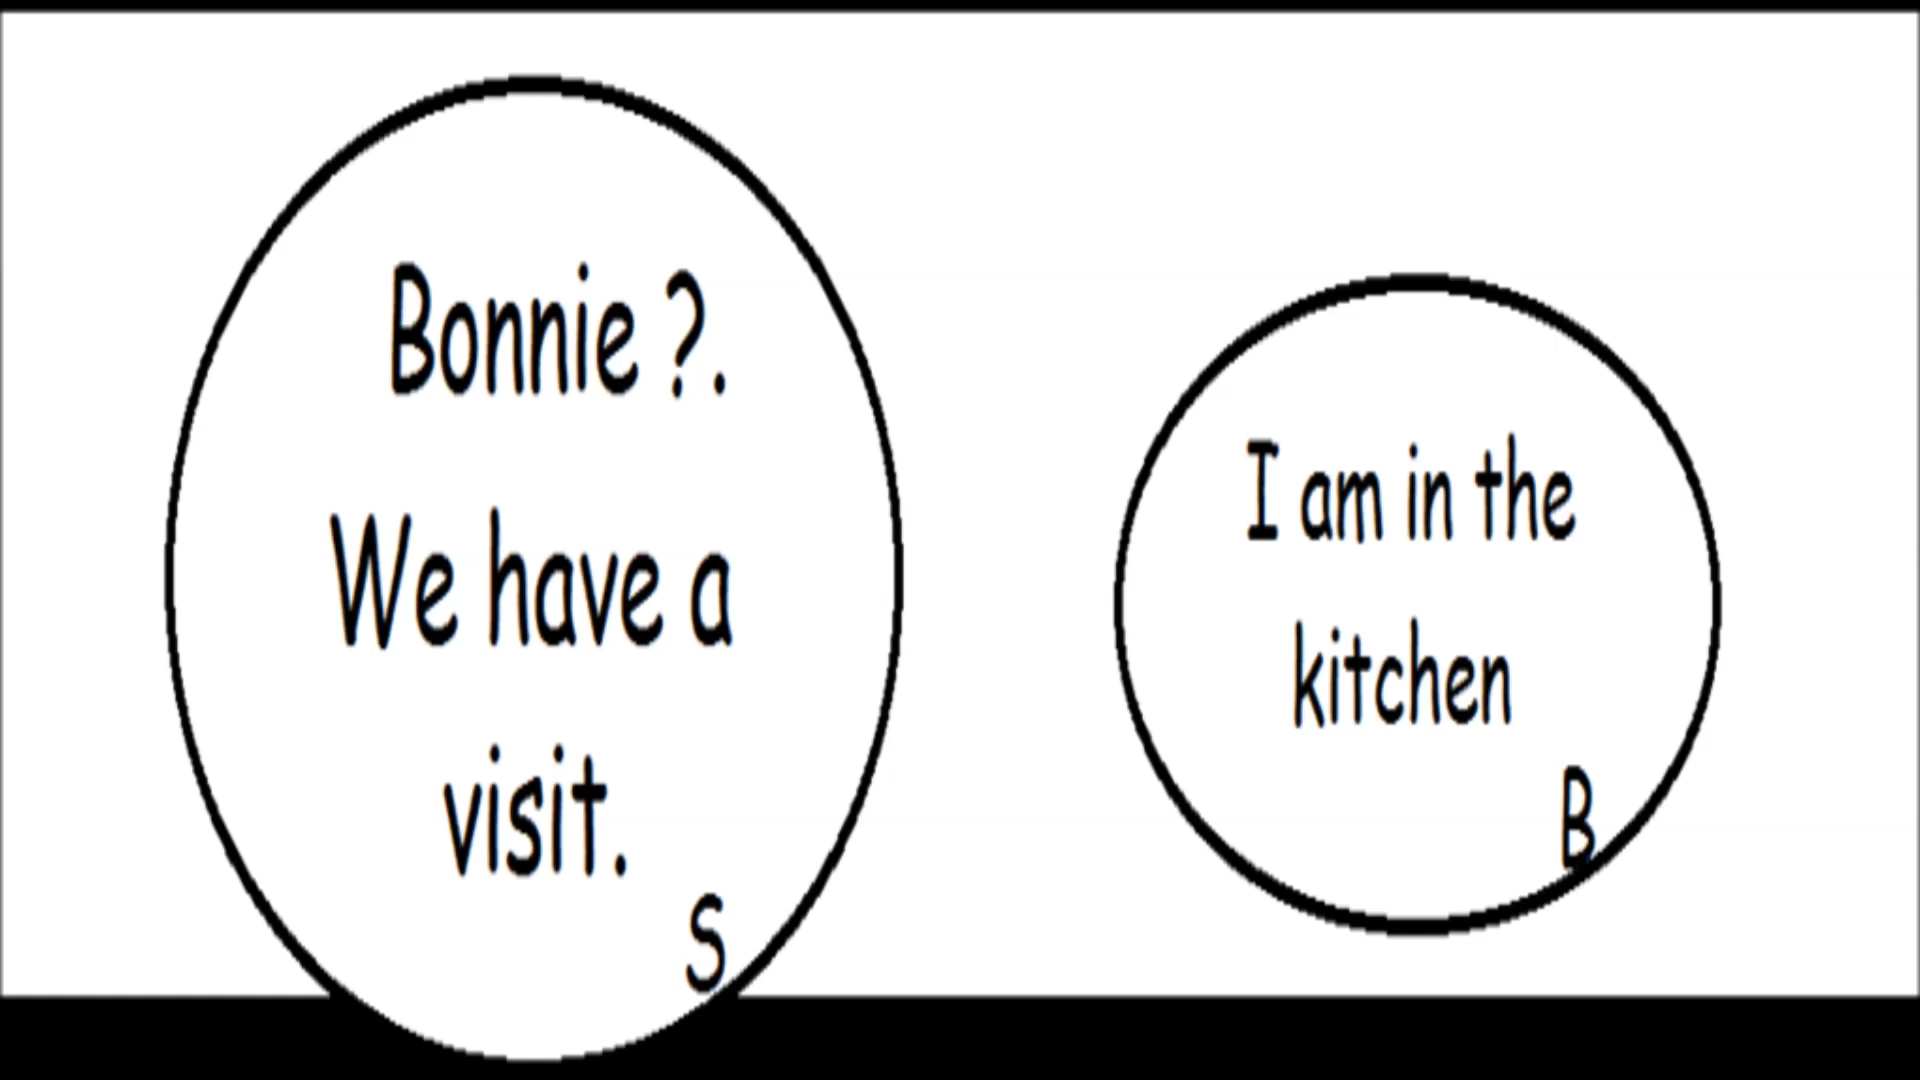 Bonnie ?.
We have a
visit.
S
I am in the
kitchen
B